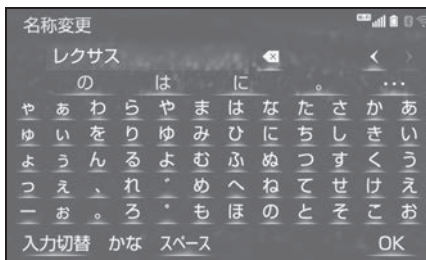 名称変更
レクサス
の は に 。 …
ゃ ぁ わ ら や ま は な た さ か あ
ゅ ぃ を り ゆ み ひ に ち し き い
ょ ぅ ん る よ む ふ ぬ つ す く う
っ ぇ 、 れ ゛ め へ ね て せ け え
ー ぉ 。 ろ ゜ も ほ の と そ こ お
入力切替 かな スペース OK